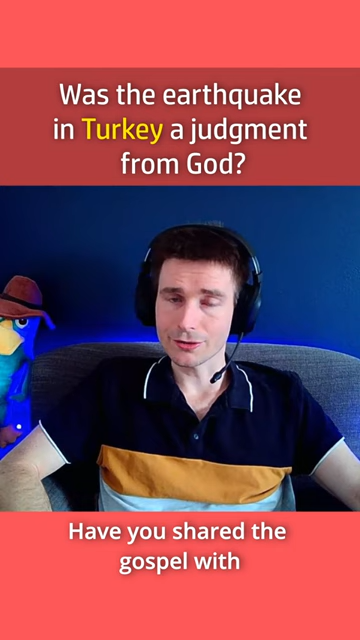 Was the earthquake
in Turkey a judgment
from God?
Have you shared the
gospel with